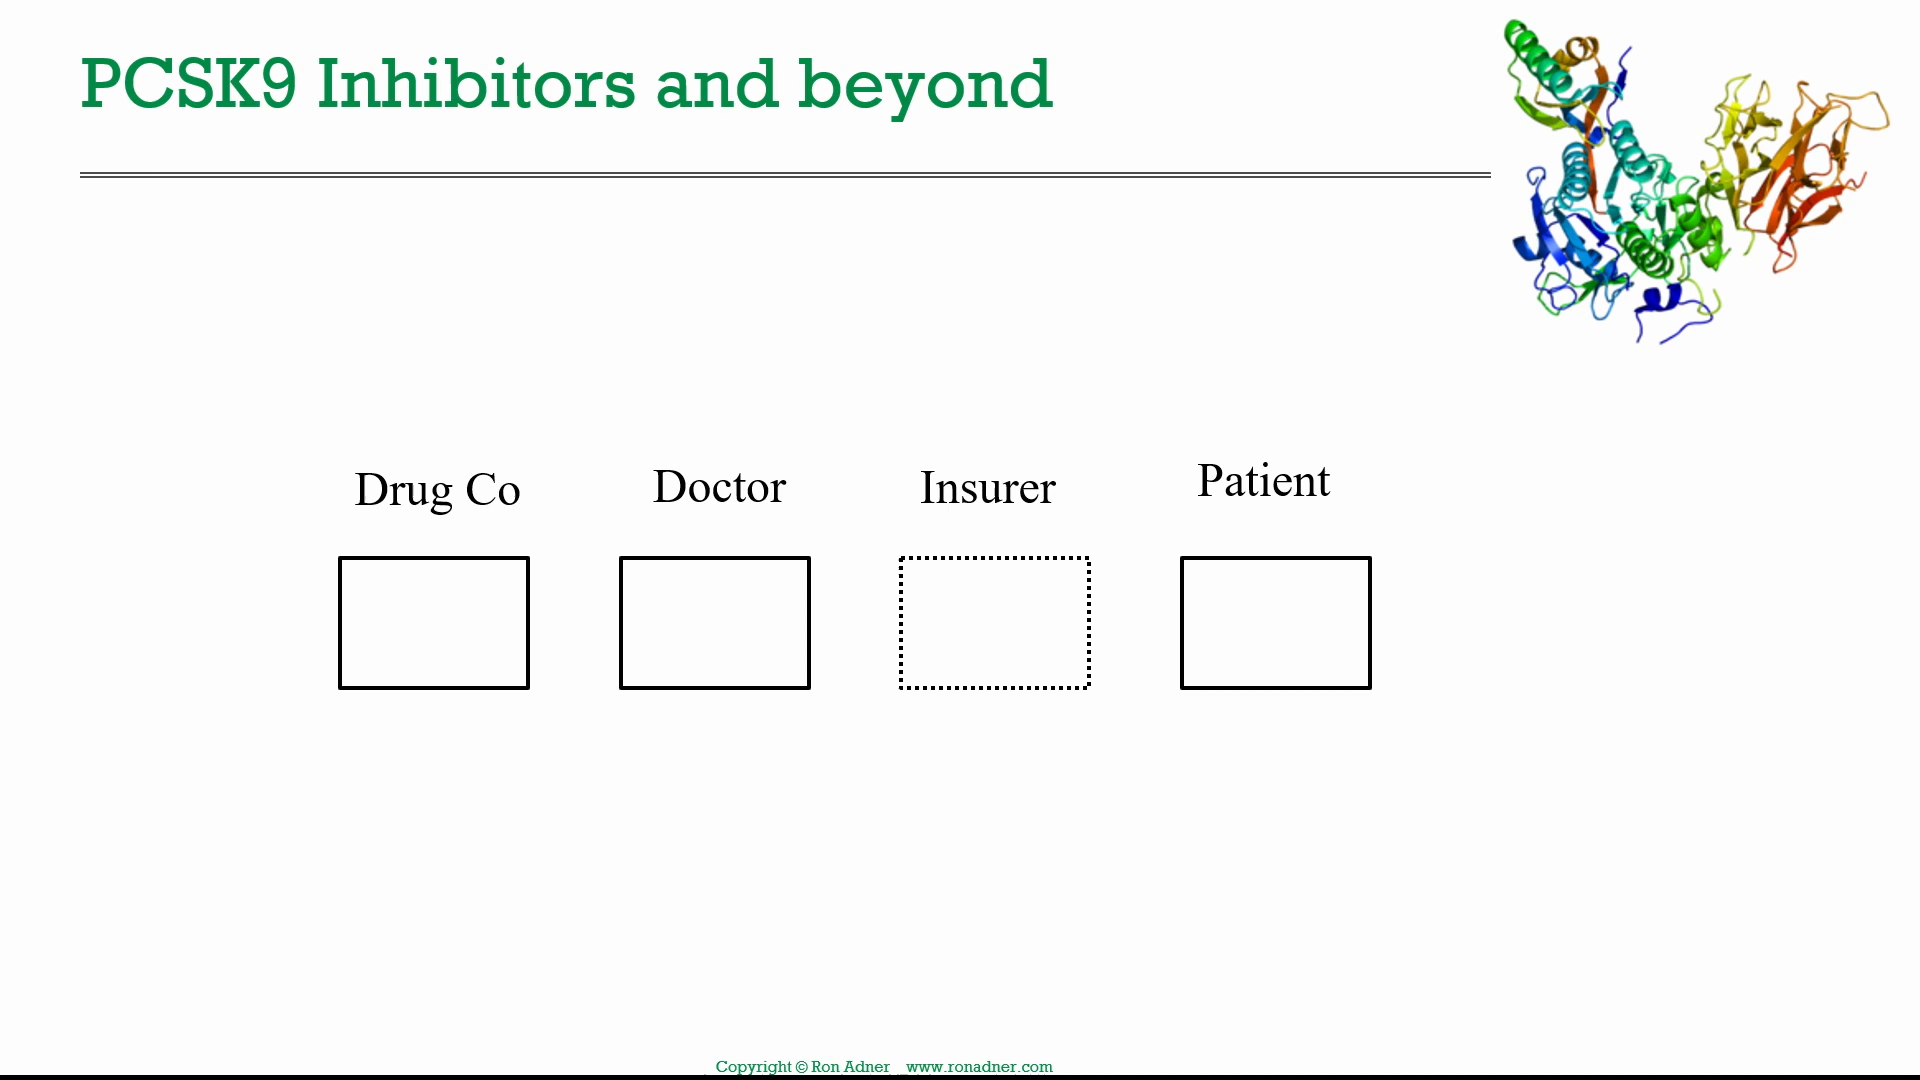 PCSK9 Inhibitors and beyond
Drug Co
Doctor
Insurer
Patient
Copyright © Ron Adner www.ronadner.com